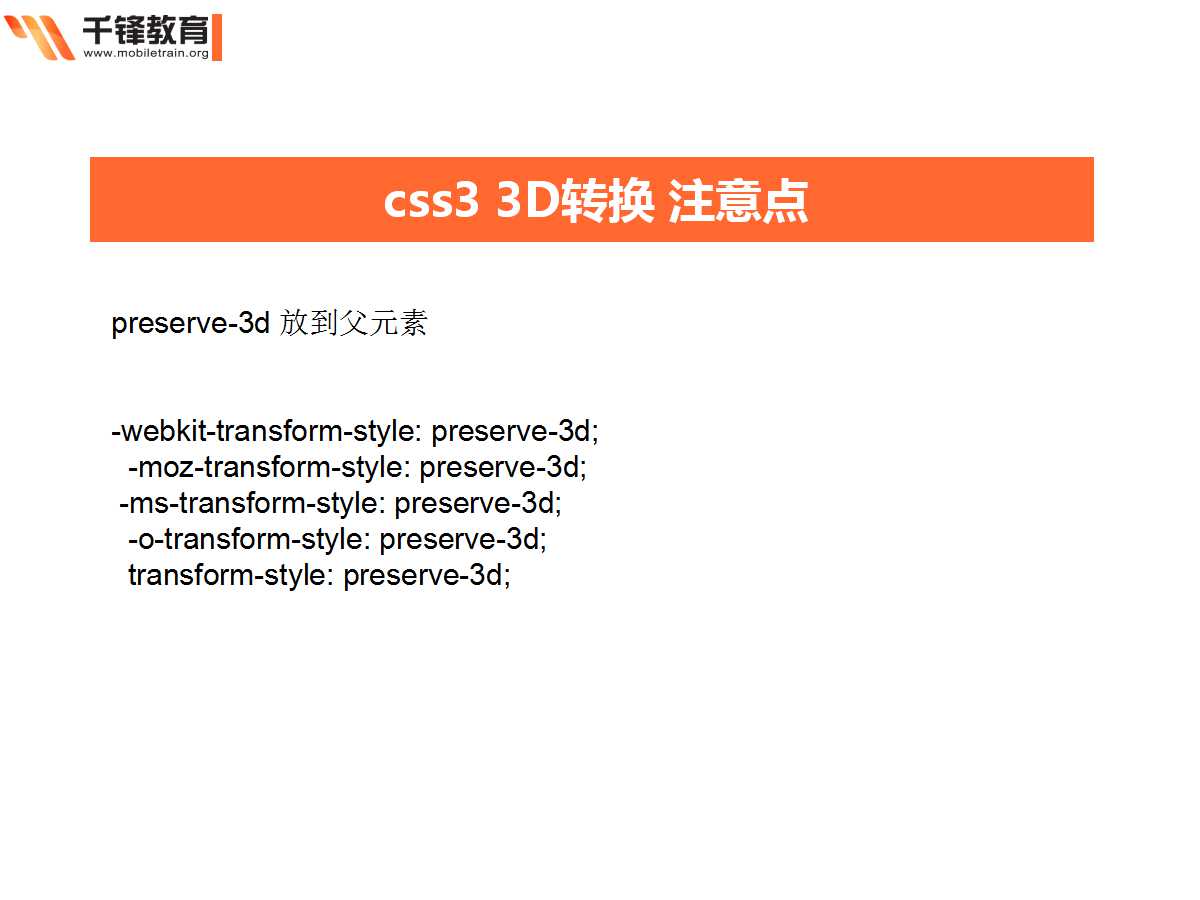 千锋教育
www.mobiletrain.org
css3 3D转换 注意点
preserve-3d 放到父元素
-webkit-transform-style: preserve-3d;
-moz-transform-style: preserve-3d;
-ms-transform-style: preserve-3d;
-o-transform-style: preserve-3d;
transform-style: preserve-3d;